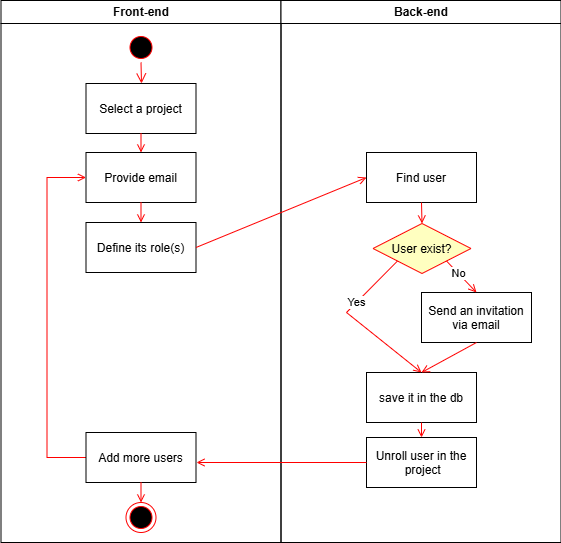 Front-end
Back-end
Select a project
Provide email
Define its role(s)
Find user
User exist?
No
Yes
Send an invitation
via email
save it in the db
Unroll user in the
project
Add more users